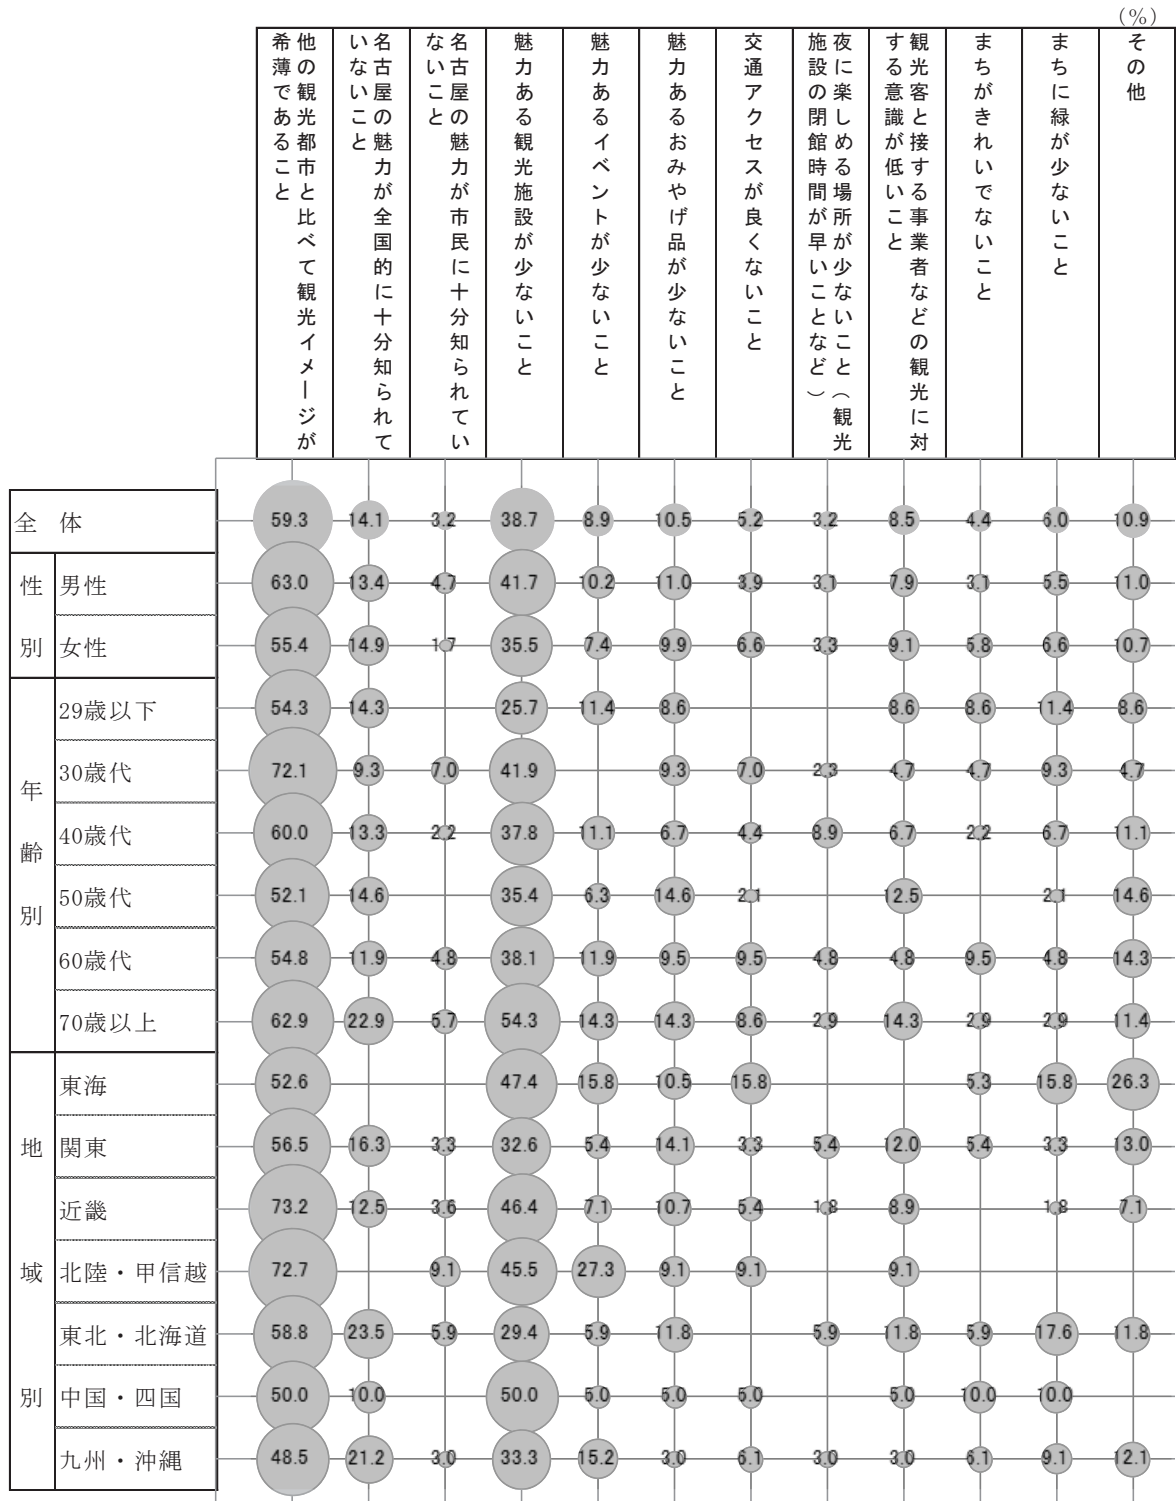 （%）
他の観光都市と比べて観光イメージが
希薄であること
名古屋の魅力が全国的に十分知られて
いないこと
名古屋の魅力が市民に十分知られてい
ないこと
魅力ある観光施設が少ないこと
魅力あるイベントが少ないこと
魅力あるおみやげ品が少ないこと
交通アクセスが良くないこと
夜に楽しめる場所が少ないこと（観光
施設の閉館時間が早いことなど）
観光客と接する事業者などの観光に対
する意識が低いこと
まちがきれいでないこと
まちに緑が少ないこと
その他
全 体 59.3 14.1 3.2 38.7 8.9 10.5 5.2 3.2 8.5 4.4 6.0 10.9
性別
男性 63.0 13.4 4.7 41.7 10.2 11.0 3.9 3.1 7.9 3.1 5.5 11.0
女性 55.4 14.9 1.7 35.5 7.4 9.9 6.6 3.3 9.1 5.8 6.6 10.7
年齢別
29歳以下 54.3 14.3 25.7 11.4 8.6 8.6 8.6 11.4 8.6
30歳代 72.1 9.3 7.0 41.9 9.3 7.0 2.3 4.7 4.7 9.3 4.7
40歳代 60.0 13.3 2.2 37.8 11.1 6.7 4.4 8.9 6.7 2.2 6.7 11.1
50歳代 52.1 14.6 35.4 6.3 14.6 2.1 12.5 2.1 14.6
60歳代 54.8 11.9 4.8 38.1 11.9 9.5 9.5 4.8 4.8 9.5 4.8 14.3
70歳以上 62.9 22.9 5.7 54.3 14.3 14.3 8.6 2.9 14.3 2.9 2.9 11.4
地域別
東海 52.6 47.4 15.8 10.5 15.8 5.3 15.8 26.3
関東 56.5 16.3 3.3 32.6 5.4 14.1 3.3 5.4 12.0 5.4 3.3 13.0
近畿 73.2 12.5 3.6 46.4 7.1 10.7 5.4 1.8 8.9 1.8 7.1
北陸・甲信越 72.7 9.1 45.5 27.3 9.1 9.1 9.1
東北・北海道 58.8 23.5 5.9 29.4 5.9 11.8 5.9 11.8 5.9 17.6 11.8
中国・四国 50.0 10.0 50.0 5.0 5.0 5.0 5.0 10.0 10.0
九州・沖縄 48.5 21.2 3.0 33.3 15.2 3.0 6.1 3.0 3.0 6.1 9.1 12.1